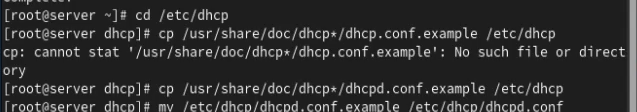 [root@server ~]# cd /etc/dhcp
[root@server dhcp]# cp /usr/share/doc/dhcp*/dhcp.conf.example /etc/dhcp
cp: cannot stat '/usr/share/doc/dhcp*/dhcp.conf.example': No such file or direct
ory
[root@server dhcp]# cp /usr/share/doc/dhcp*/dhcpd.conf.example /etc/dhcp
[root@server dhcp]# mv /etc/dhcp/dhcpd.conf.example /etc/dhcp/dhcpd.conf